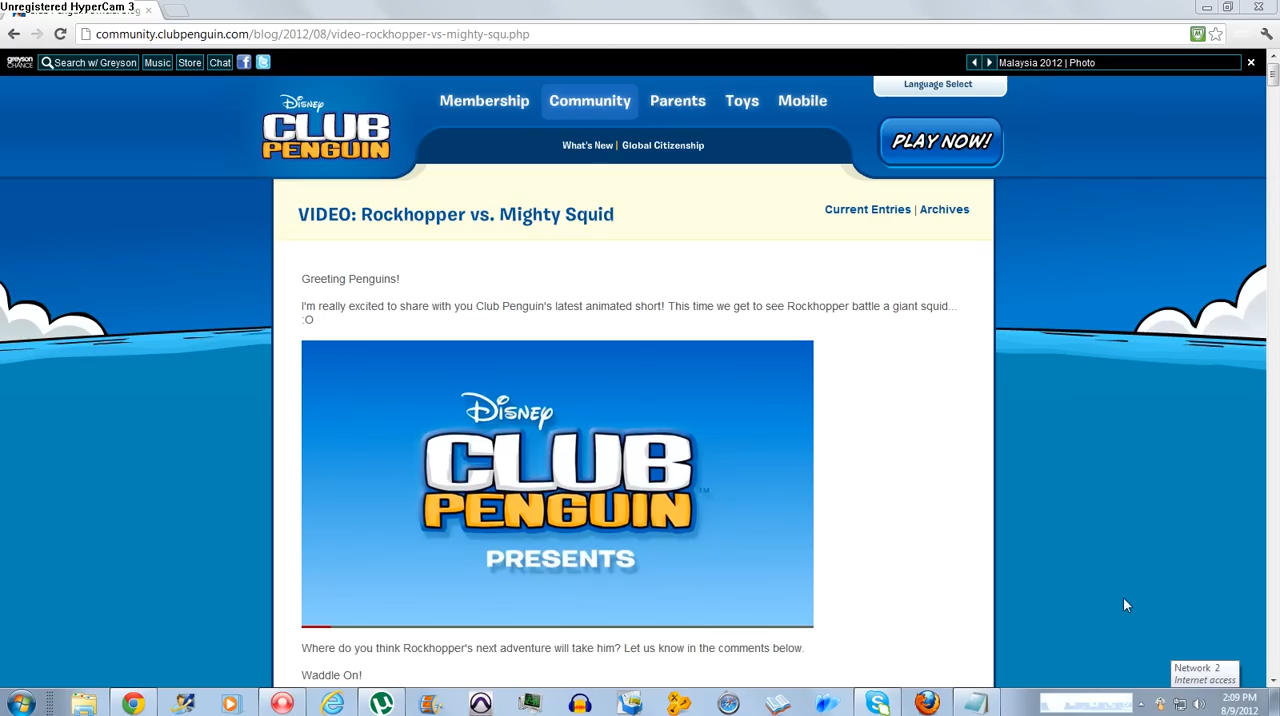 Unregistered HyperCam 3
community.clubpenguin.com/blog/2012/08/video-rockhopper-vs-mighty-squ.php
greyson CHANCE
Search w/ Greyson
Music
Store
Chat
Malaysia 2012 | Photo
Language Select
Disney
CLUB
PENGUIN
Membership
Community
Parents
Toys
Mobile
What's New | Global Citizenship
PLAY NOW!
VIDEO: Rockhopper vs. Mighty Squid
Current Entries | Archives
Greeting Penguins!
I'm really excited to share with you Club Penguin's latest animated short! This time we get to see Rockhopper battle a giant squid...
:O
Disney
CLUB
PENGUIN™
PRESENTS
Where do you think Rockhopper's next adventure will take him? Let us know in the comments below.
Waddle On!
Network 2
Internet access
2:09 PM
8/9/2012